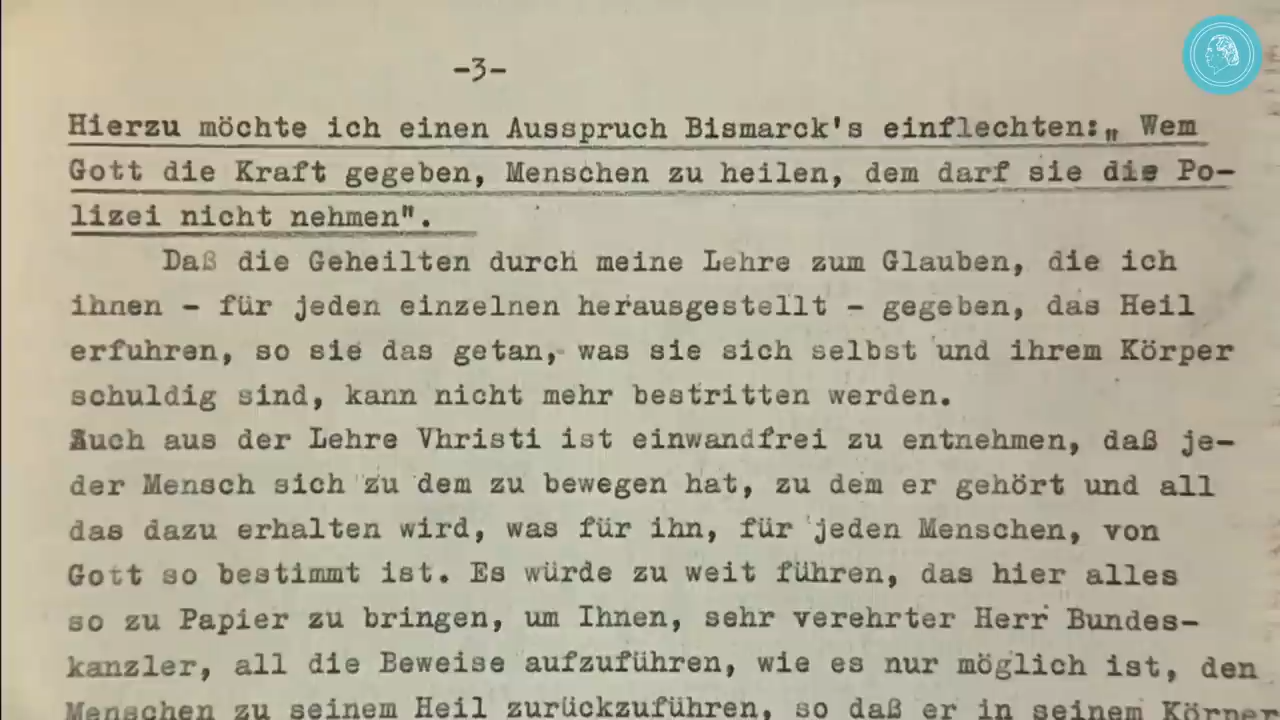 -3-
Hierzu möchte ich einen Ausspruch Bismarck's einflechten:„ Wem
Gott die Kraft gegeben, Menschen zu heilen, dem darf sie die Po-
lizei nicht nehmen".
Daß die Geheilten durch meine Lehre zum Glauben, die ich
ihnen - für jeden einzelnen herausgestellt - gegeben, das Heil
erfuhren, so sie das getan, was sie sich selbst und ihrem Körper
schuldig sind, kann nicht mehr bestritten werden.
Auch aus der Lehre Vhristi ist einwandfrei zu entnehmen, daß je-
der Mensch sich zu dem zu bewegen hat, zu dem er gehört und all
das dazu erhalten wird, was für ihn, für jeden Menschen, von
Gott so bestimmt ist. Es würde zu weit führen, das hier alles
so zu Papier zu bringen, um Ihnen, sehr verehrter Herr Bundes-
kanzler, all die Beweise aufzuführen, wie es nur möglich ist, den
Menschen zu seinem Heil zurückzuführen, so daß er in seinem Körper